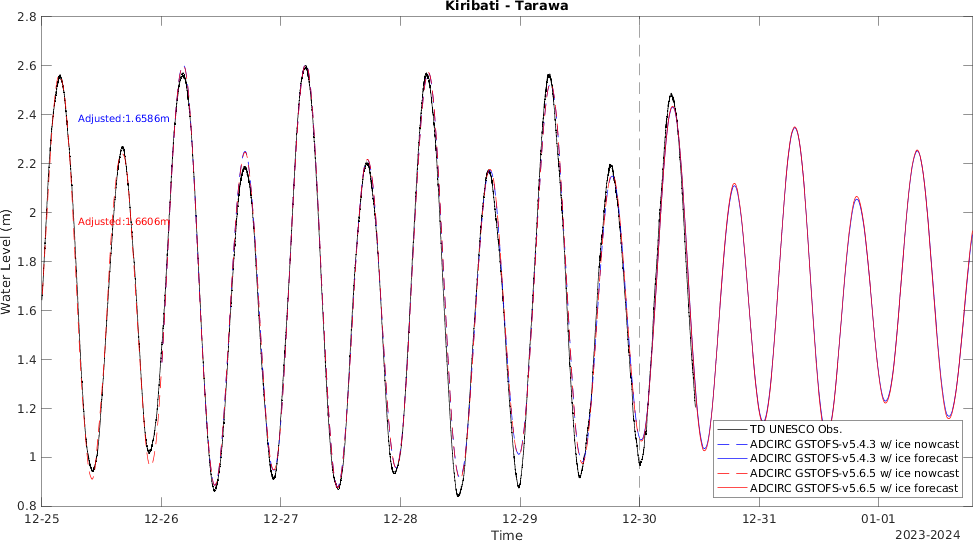 Kiribati - Tarawa
2.8
2.6
2.4
2.2
2
1.8
1.6
1.4
1.2
1
0.8
Water Level (m)
Adjusted:1.6586m
Adjusted:1.6606m
TD UNESCO Obs.
ADCIRC GSTOFS-v5.4.3 w/ ice nowcast
ADCIRC GSTOFS-v5.4.3 w/ ice forecast
ADCIRC GSTOFS-v5.6.5 w/ ice nowcast
ADCIRC GSTOFS-v5.6.5 w/ ice forecast
12-25 12-26 12-27 12-28 12-29 12-30 12-31 01-01
Time
2023-2024